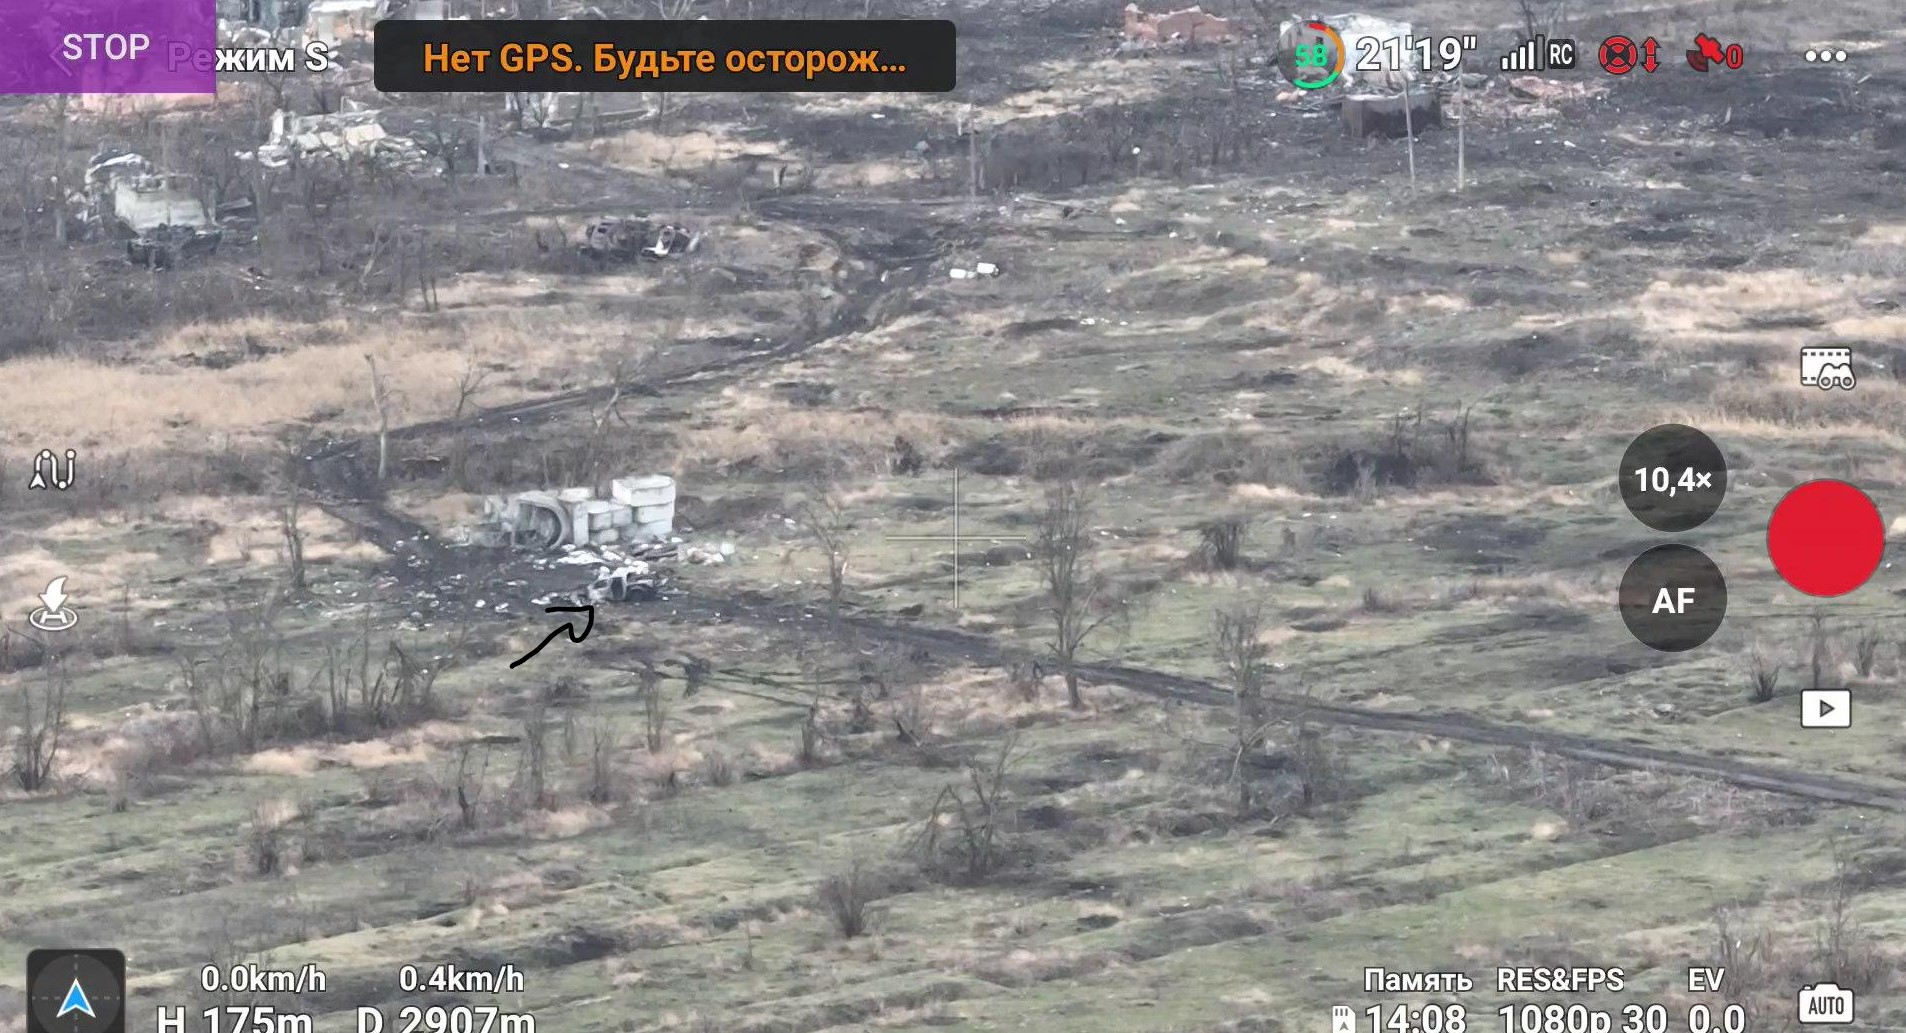 STOP
Режим S
Нет GPS. Будьте осторож...
58
21'19"
RC
0
10,4×
AF
0.0km/h
0.4km/h
H 175m
D 2907m
Память
RES&FPS
EV
14:08
1080p 30
0.0
AUTO